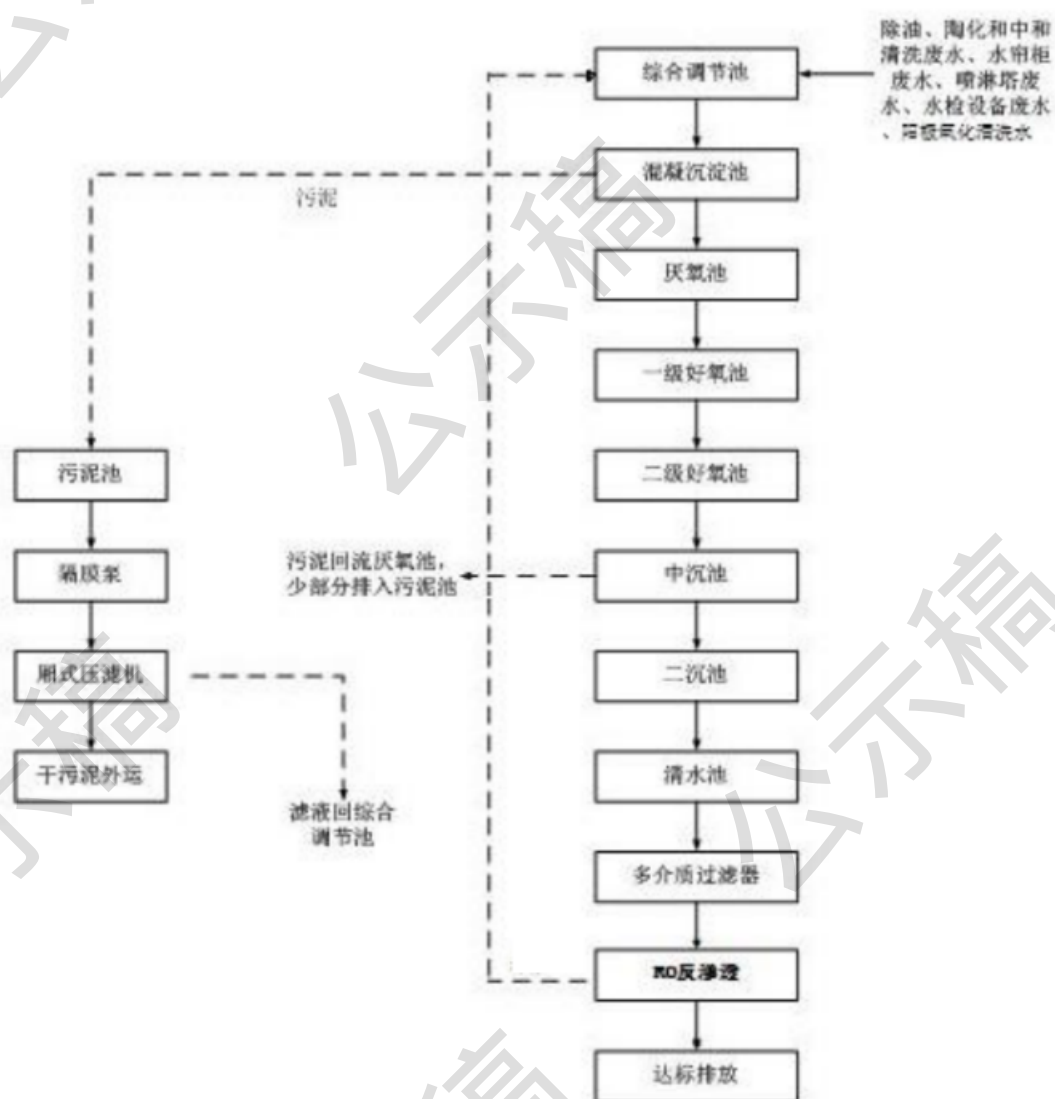 除油、陶化和中和
清洗废水、水帘柜
废水、喷淋塔废
水、水检设备废水
、阳极氧化清洗水
综合调节池
混凝沉淀池
污泥
厌氧池
一级好氧池
二级好氧池
污泥池
隔膜泵
污泥回流厌氧池，
少部分排入污泥池
中沉池
厢式压滤机
二沉池
干污泥外运
清水池
滤液回综合
调节池
多介质过滤器
RO反渗透
达标排放
公示稿
公示稿
公示稿